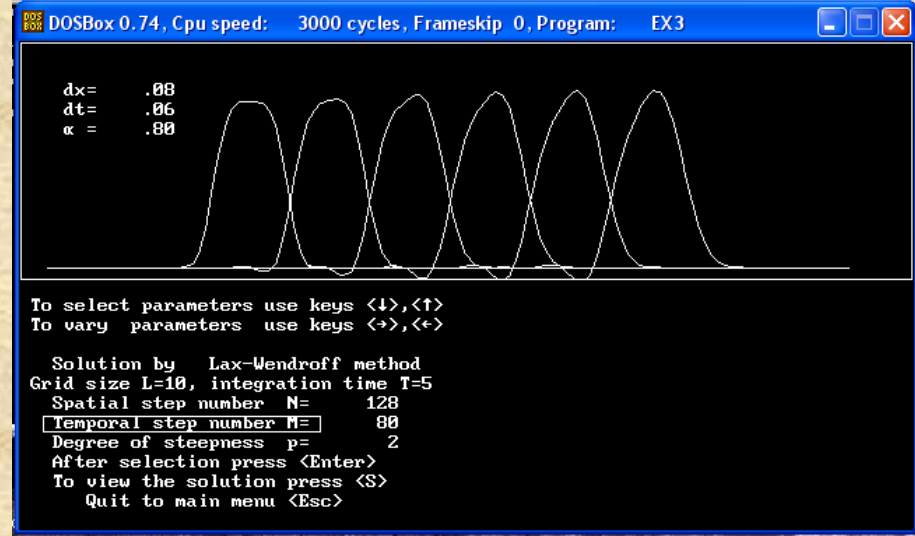 DOS BOX DOSBox 0.74, Cpu speed: 3000 cycles, Frameskip 0, Program: EX3
dx= .08
dt= .06
α = .80
To select parameters use keys <↓>,<↑>
To vary parameters use keys <→>,<←>
Solution by Lax-Wendroff method
Grid size L=10, integration time T=5
Spatial step number N= 128
Temporal step number M= 80
Degree of steepness p= 2
After selection press <Enter>
To view the solution press <S>
Quit to main menu <Esc>